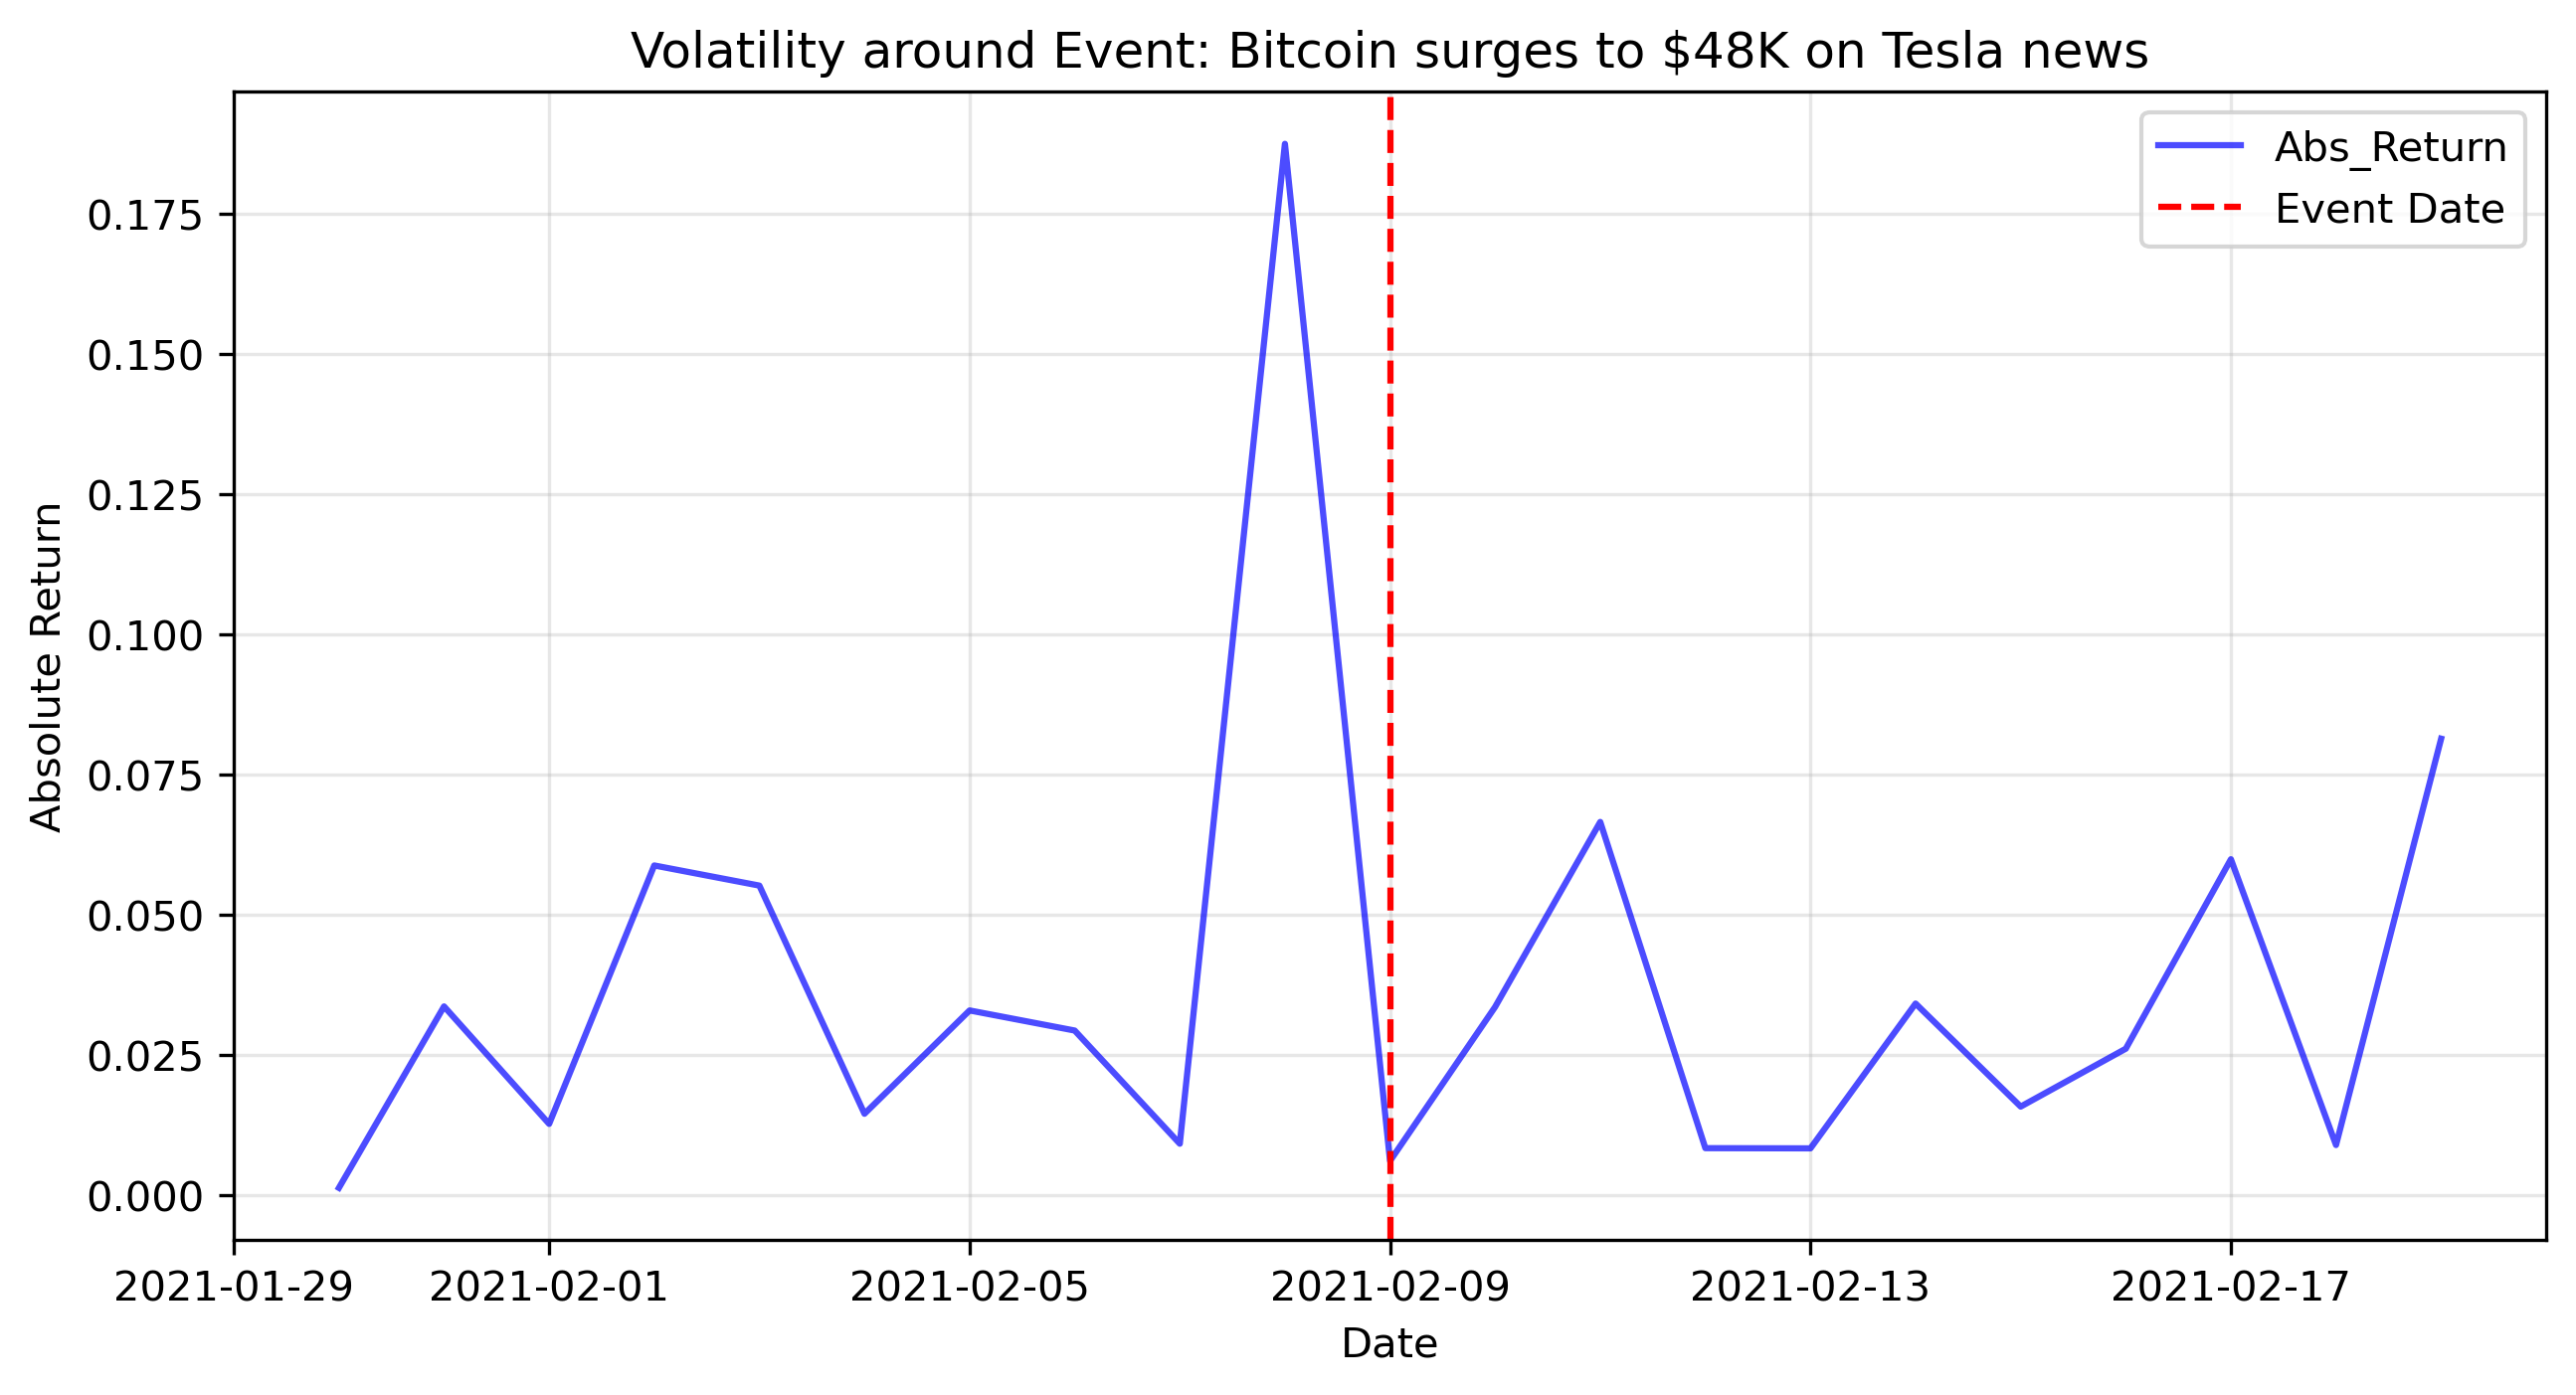 Volatility around Event: Bitcoin surges to $48K on Tesla news
Abs_Return
Event Date
Absolute Return
0.175
0.150
0.125
0.100
0.075
0.050
0.025
0.000
2021-01-29 2021-02-01 2021-02-05 2021-02-09 2021-02-13 2021-02-17
Date